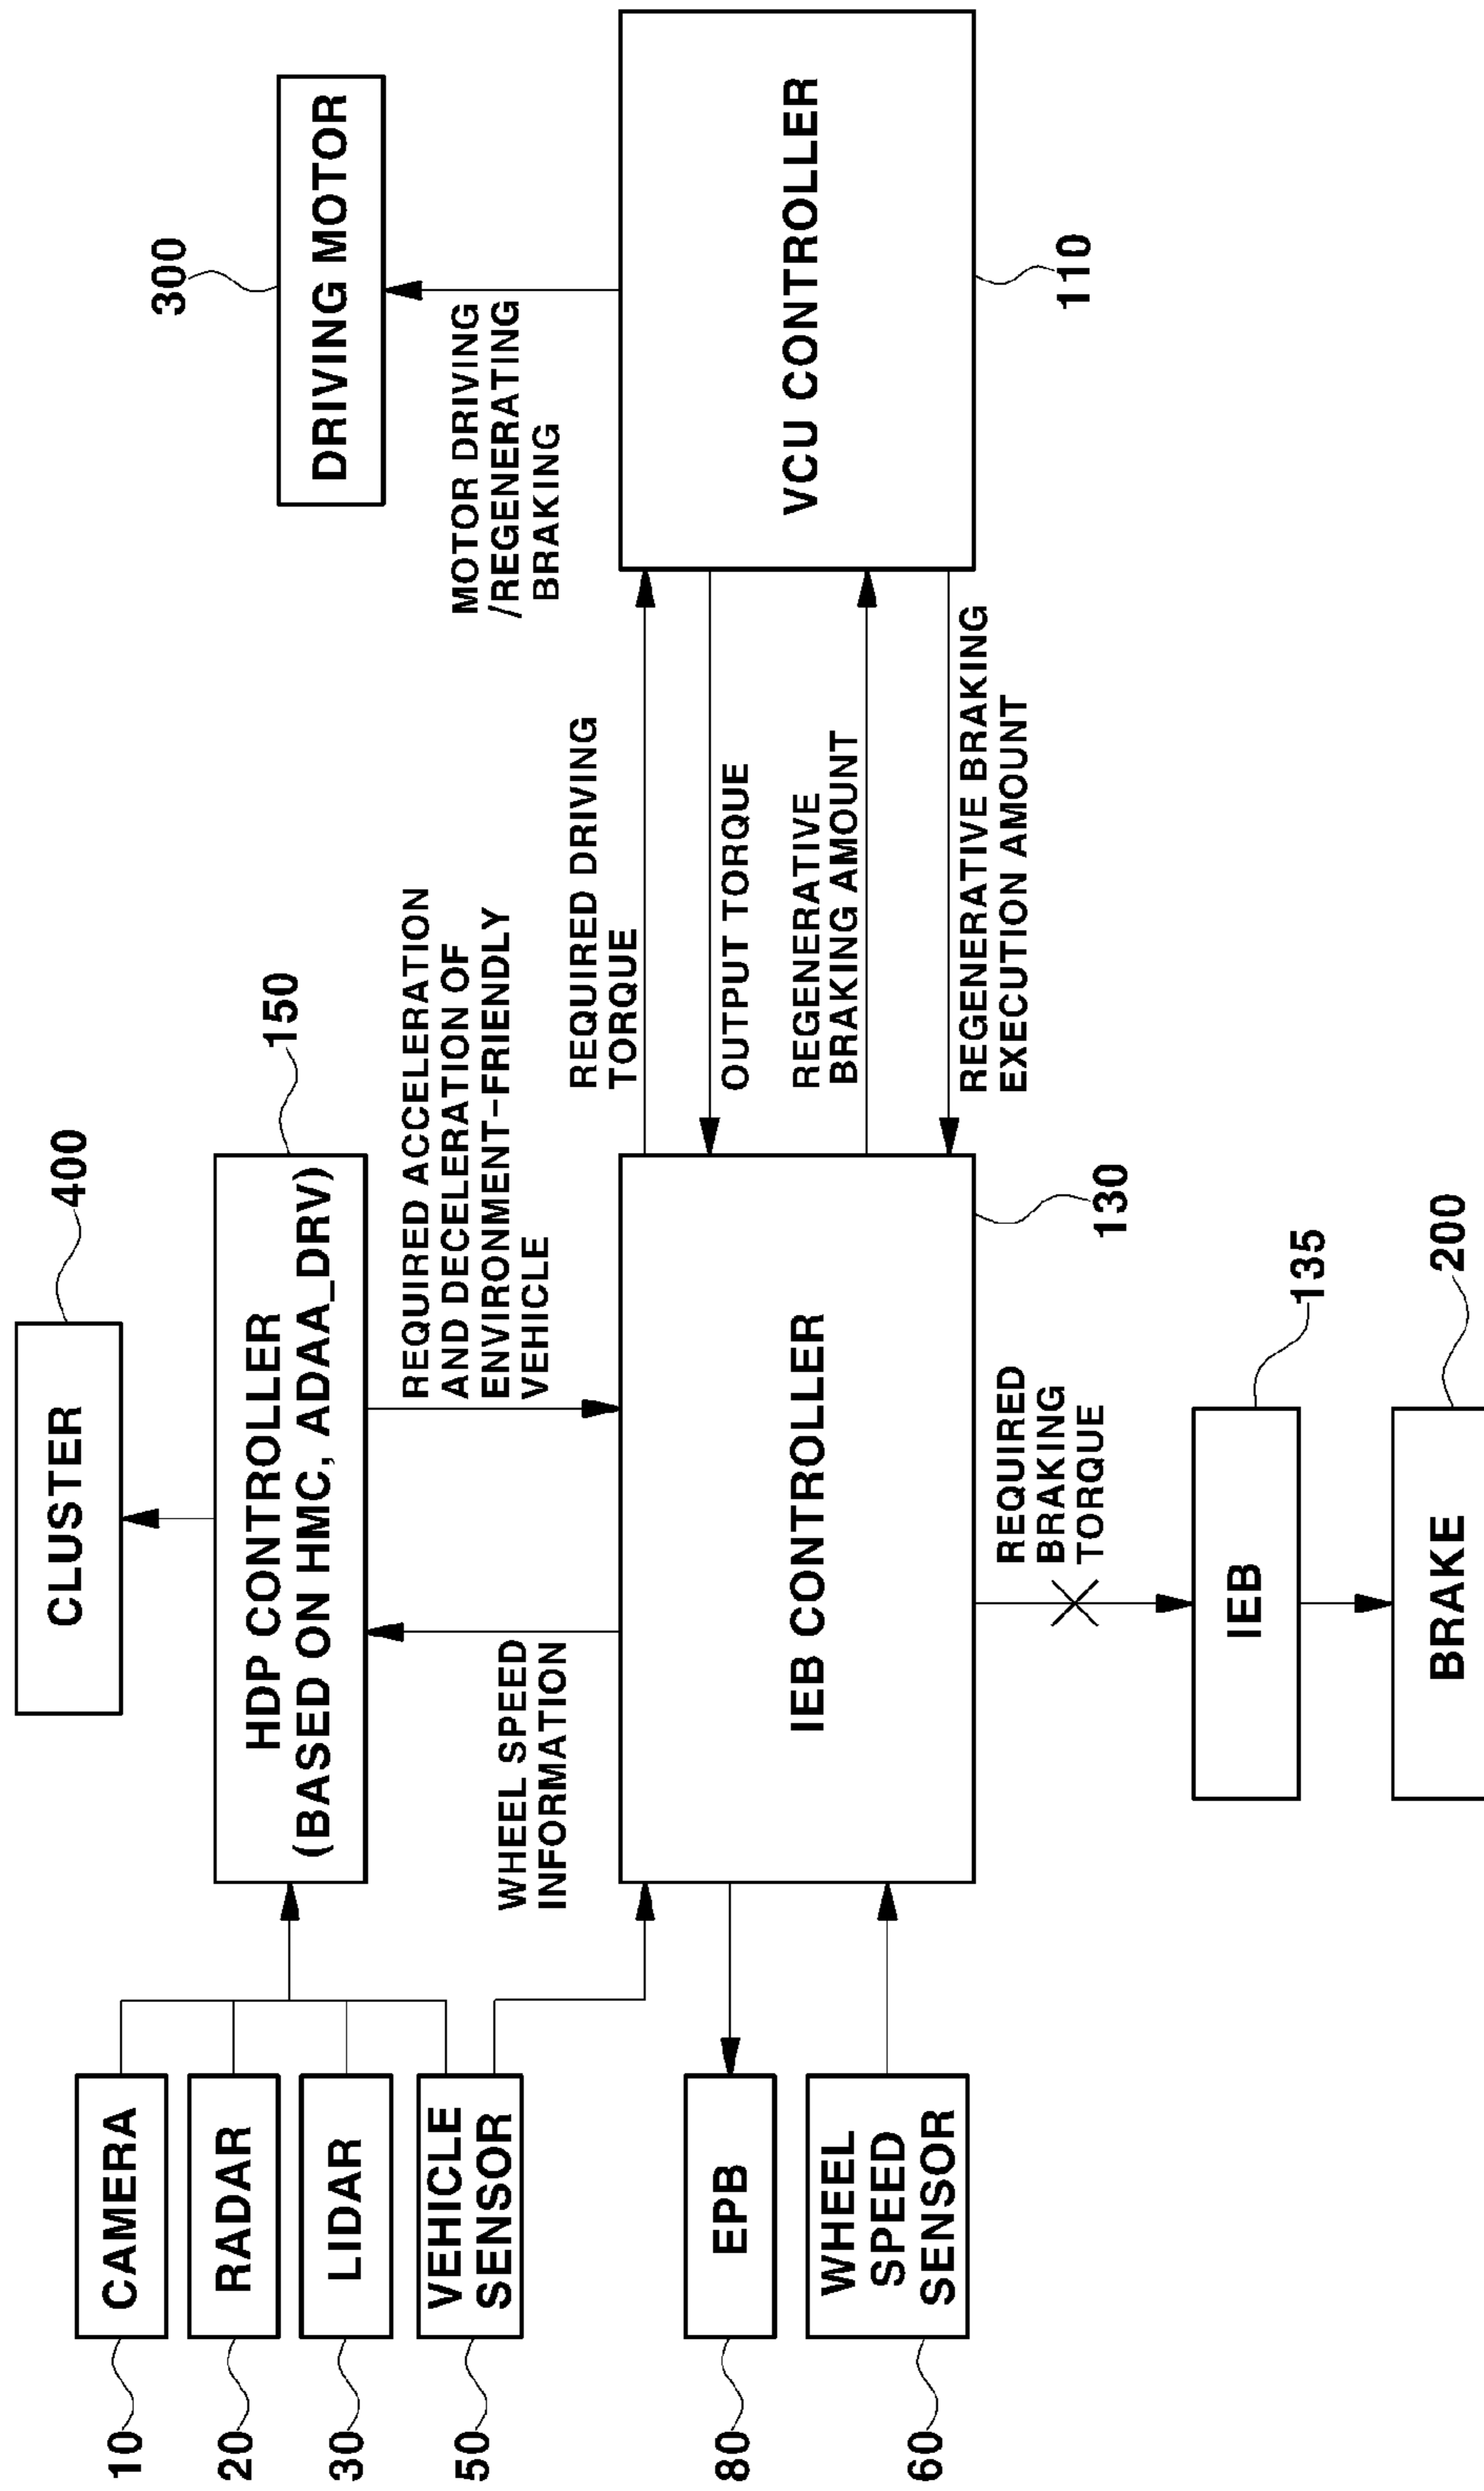 400
CLUSTER
150
HDP CONTROLLER
(BASED ON HMC, ADAA_DRV)
300
DRIVING MOTOR
10
CAMERA
20
RADAR
30
LIDAR
50
VEHICLE
SENSOR
WHEEL SPEED
INFORMATION
REQUIRED ACCELERATION
AND DECELERATION OF
ENVIRONMENT-FRIENDLY
VEHICLE
MOTOR DRIVING
/REGENERATING
BRAKING
80
EPB
60
WHEEL
SPEED
SENSOR
IEB CONTROLLER
130
REQUIRED DRIVING
TORQUE
OUTPUT TORQUE
REGENERATIVE
BRAKING AMOUNT
REGENERATIVE BRAKING
EXECUTION AMOUNT
VCU CONTROLLER
110
REQUIRED
BRAKING
TORQUE
IEB
135
BRAKE
200